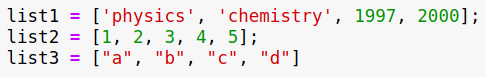 list1 = ['physics', 'chemistry', 1997, 2000];
list2 = [1, 2, 3, 4, 5];
list3 = ["a", "b", "c", "d"]